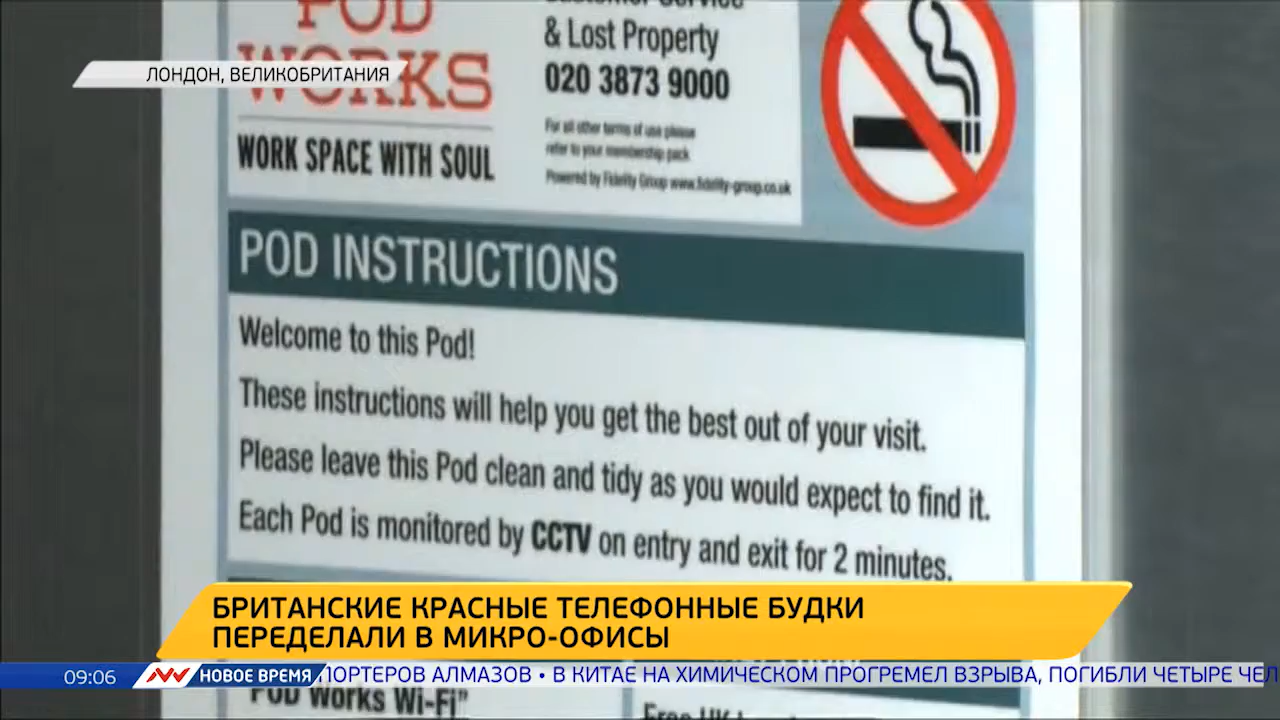 POD
WORKS
WORK SPACE WITH SOUL
Customer Service
& Lost Property
020 3873 9000
For all other terms of use please
refer to your membership pack
Powered by Fidelity Group www.fidelity-group.co.uk
ЛОНДОН, ВЕЛИКОБРИТАНИЯ
POD INSTRUCTIONS
Welcome to this Pod!
These instructions will help you get the best out of your visit.
Please leave this Pod clean and tidy as you would expect to find it.
Each Pod is monitored by CCTV on entry and exit for 2 minutes.
БРИТАНСКИЕ КРАСНЫЕ ТЕЛЕФОННЫЕ БУДКИ
ПЕРЕДЕЛАЛИ В МИКРО-ОФИСЫ
09:06 НОВОЕ ВРЕМЯ ПОРТЕРОВ АЛМАЗОВ • В КИТАЕ НА ХИМИЧЕСКОМ ПРОГРЕМЕЛ ВЗРЫВА, ПОГИБЛИ ЧЕТЫРЕ ЧЕЛ
"POD Works Wi-Fi"
Free UK